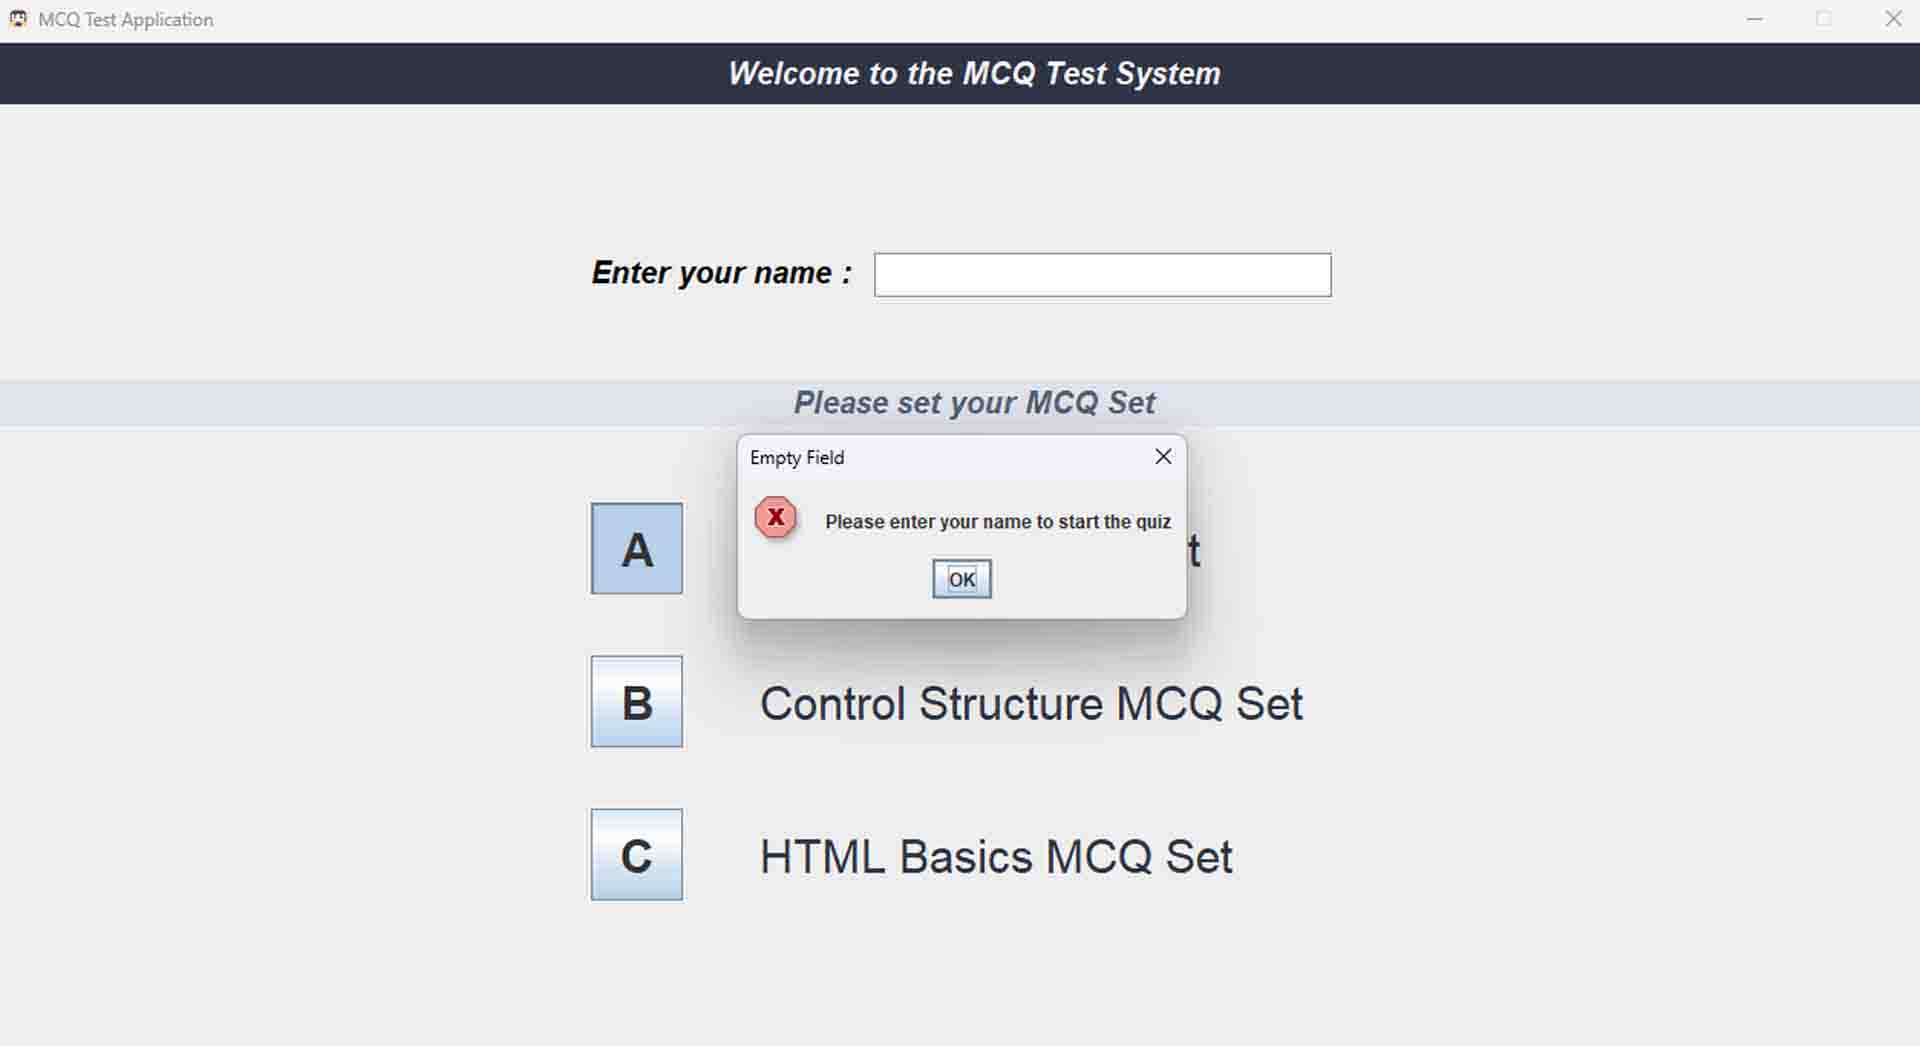 MCQ Test Application
Welcome to the MCQ Test System
Enter your name :
Please set your MCQ Set
Empty Field
X
Please enter your name to start the quiz
OK
A
B
Control Structure MCQ Set
C
HTML Basics MCQ Set